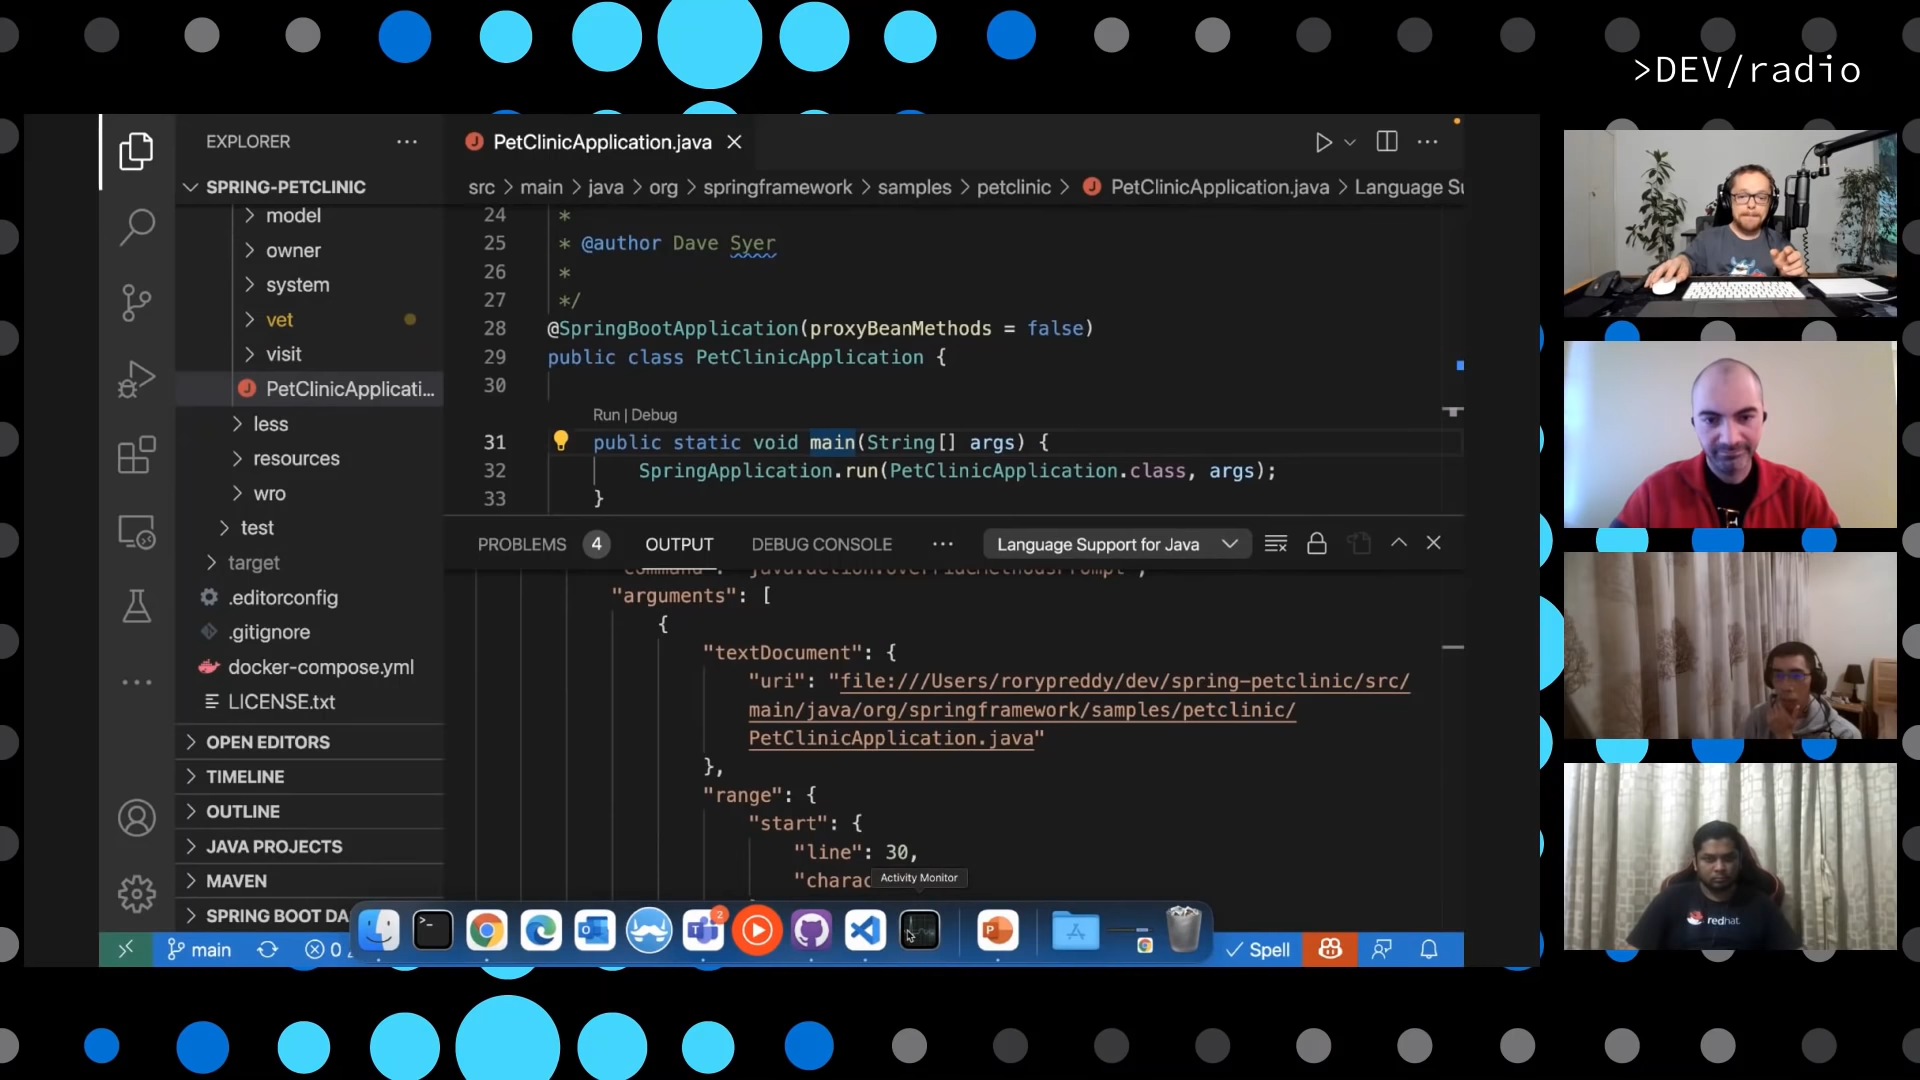 >DEV/radio
EXPLORER
SPRING-PETCLINIC
model
owner
system
vet
visit
PetClinicApplicati...
less
resources
wro
test
target
.editorconfig
.gitignore
docker-compose.yml
LICENSE.txt
OPEN EDITORS
TIMELINE
OUTLINE
JAVA PROJECTS
MAVEN
SPRING BOOT DA
PetClinicApplication.java
src > main > java > org > springframework > samples > petclinic > PetClinicApplication.java > Language Su
24 *
25 * @author Dave Syer
26 *
27 */
28 @SpringBootApplication(proxyBeanMethods = false)
29 public class PetClinicApplication {
30
Run | Debug
31 public static void main(String[] args) {
32 SpringApplication.run(PetClinicApplication.class, args);
33 }
PROBLEMS 4 OUTPUT DEBUG CONSOLE ... Language Support for Java
"command": "java.action.overrideMethodsPrompt",
"arguments": [
{
"textDocument": {
"uri": "file:///Users/rorypreddy/dev/spring-petclinic/src/
main/java/org/springframework/samples/petclinic/
PetClinicApplication.java"
},
"range": {
"start": {
"line": 30,
"charac
Activity Monitor
2
main
0
Spell
redhat